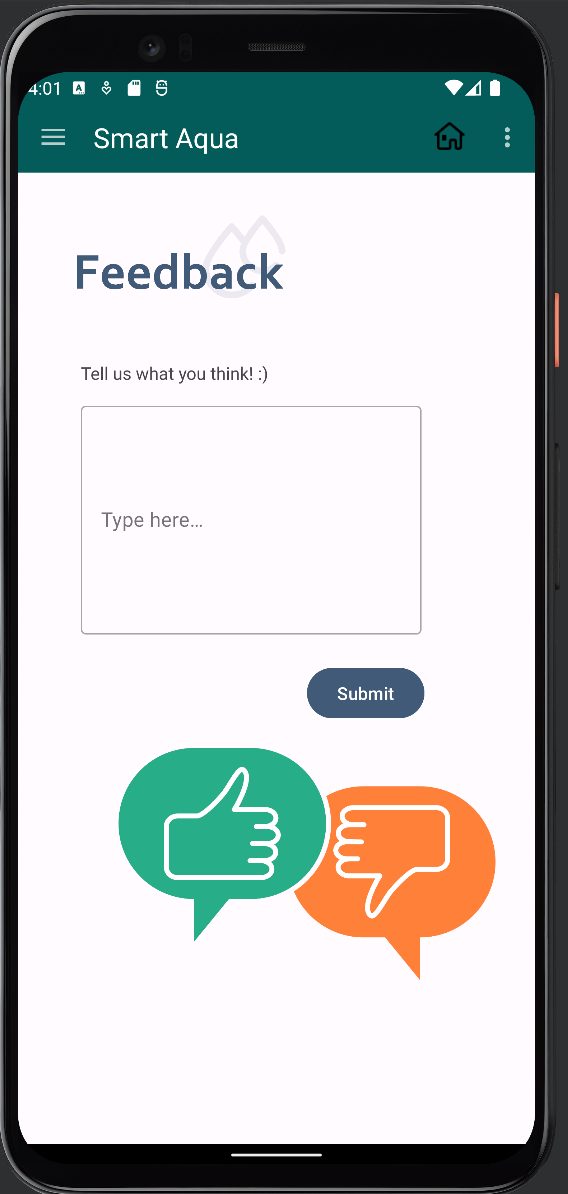 4:01
Smart Aqua
Feedback
Tell us what you think! :)
Type here...
Submit